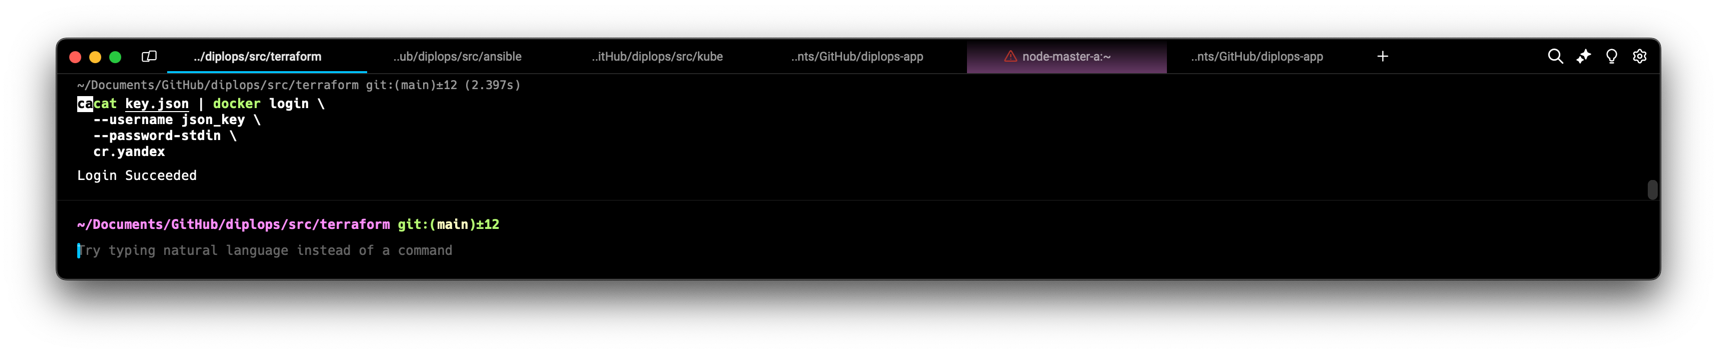 ../diplops/src/terraform ..ub/diplops/src/ansible ..itHub/diplops/src/kube ..nts/GitHub/diplops-app node-master-a:~ ..nts/GitHub/diplops-app +
~/Documents/GitHub/diplops/src/terraform git:(main)±12 (2.397s)
cacat key.json | docker login \
--username json_key \
--password-stdin \
cr.yandex
Login Succeeded
~/Documents/GitHub/diplops/src/terraform git:(main)±12
Try typing natural language instead of a command